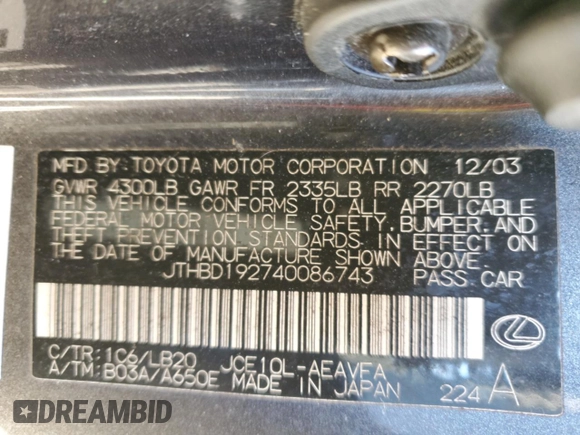 MFD BY TOYOTA MOTOR CORPORATION 12/03
GVWR 4300LB GAWR FR 2335LB RR 2270LB
THIS VEHICLE CONFORMS TO ALL APPLICABLE
FEDERAL MOTOR VEHICLE SAFETY, BUMPER, AND
THEFT PREVENTION STANDARDS IN EFFECT ON
THE DATE OF MANUFACTURE SHOWN ABOVE.
JTHBD192740086743 PASS CAR
C/TR: 1C6/LB20 JCE10L-AEAVFA
A/TM: B03A/A650E MADE IN JAPAN 224 A
DREAMBID